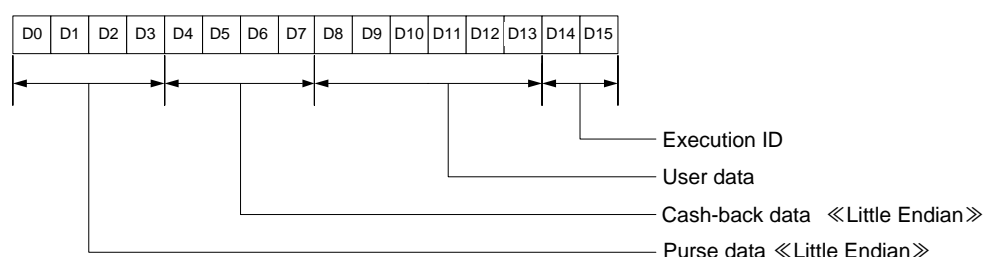 D0 D1 D2 D3 D4 D5 D6 D7 D8 D9 D10 D11 D12 D13 D14 D15
Execution ID
User data
Cash-back data ≪Little Endian≫
Purse data ≪Little Endian≫